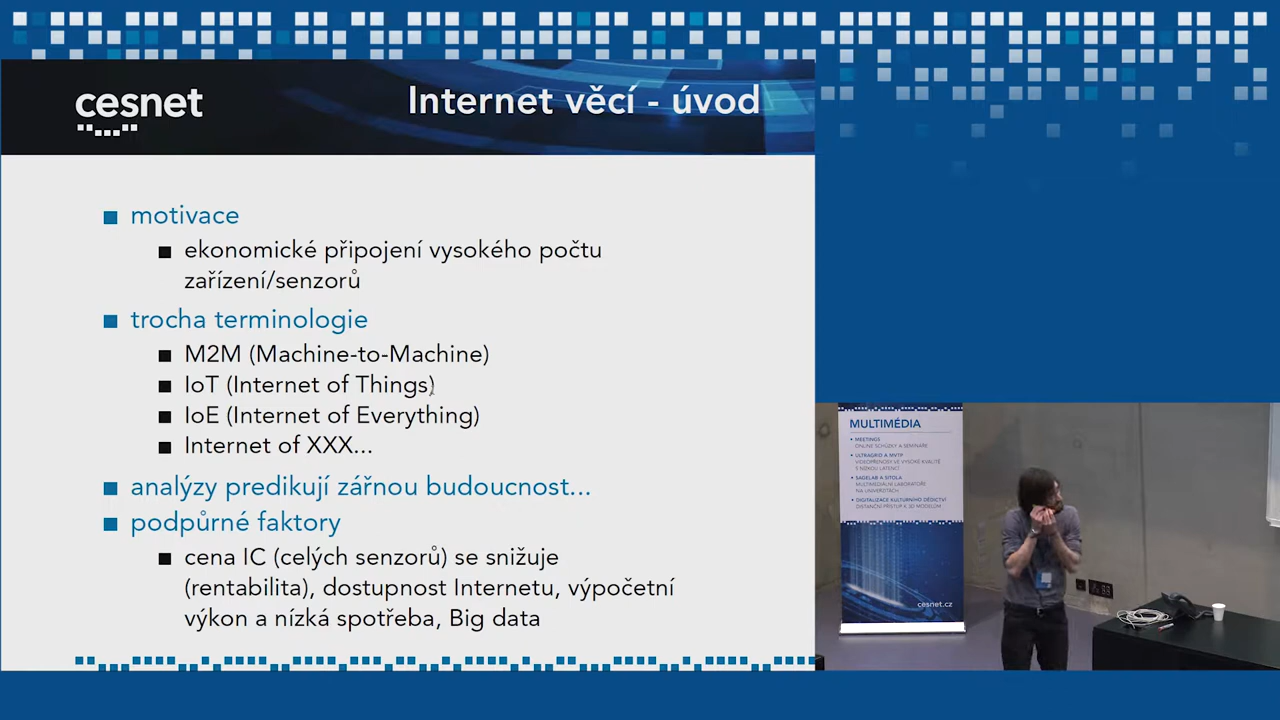 cesnet
Internet věcí - úvod
motivace
ekonomické připojení vysokého počtu
zařízení/senzorů
trocha terminologie
M2M (Machine-to-Machine)
IoT (Internet of Things)
IoE (Internet of Everything)
Internet of XXX...
analýzy predikují zářnou budoucnost...
podpůrné faktory
cena IC (celých senzorů) se snižuje
(rentabilita), dostupnost Internetu, výpočetní
výkon a nízká spotřeba, Big data
MULTIMÉDIA
MEETINGS
ONLINE SCHŮZKY A SEMINÁŘE
ULTRAGRID A MVTP
VIDEOPŘENOSY VE VYSOKÉ KVALITĚ
S NÍZKOU LATENCÍ
SAGELAB A SITOLA
MULTIMEDIÁLNÍ LABORATOŘE
NA UNIVERZITÁCH
DIGITALIZACE KULTURNÍHO DĚDICTVÍ
DISTANČNÍ PŘÍSTUP K 3D MODELŮM
cesnet.cz